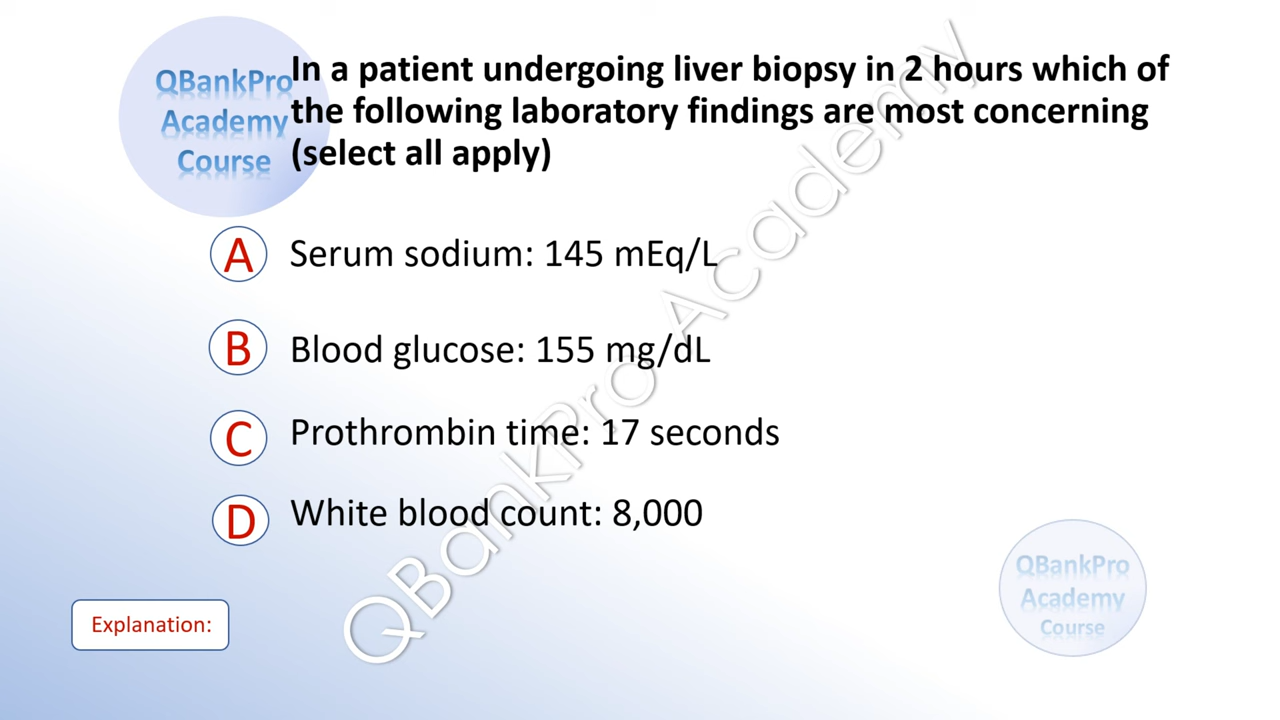 QBankPro
Academy
Course
In a patient undergoing liver biopsy in 2 hours which of
the following laboratory findings are most concerning
(select all apply)
A Serum sodium: 145 mEq/L
B Blood glucose: 155 mg/dL
C Prothrombin time: 17 seconds
D White blood count: 8,000
Explanation:
QBankPro Academy
QBankPro
Academy
Course